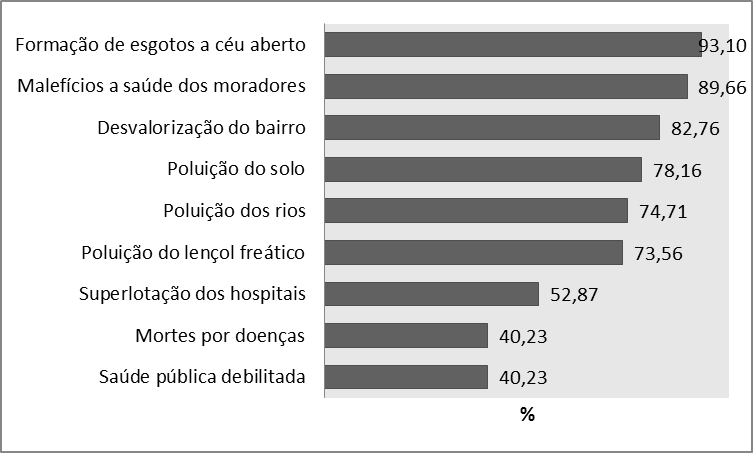 Formação de esgotos a céu aberto 93,10
Malefícios a saúde dos moradores 89,66
Desvalorização do bairro 82,76
Poluição do solo 78,16
Poluição dos rios 74,71
Poluição do lençol freático 73,56
Superlotação dos hospitais 52,87
Mortes por doenças 40,23
Saúde pública debilitada 40,23
%